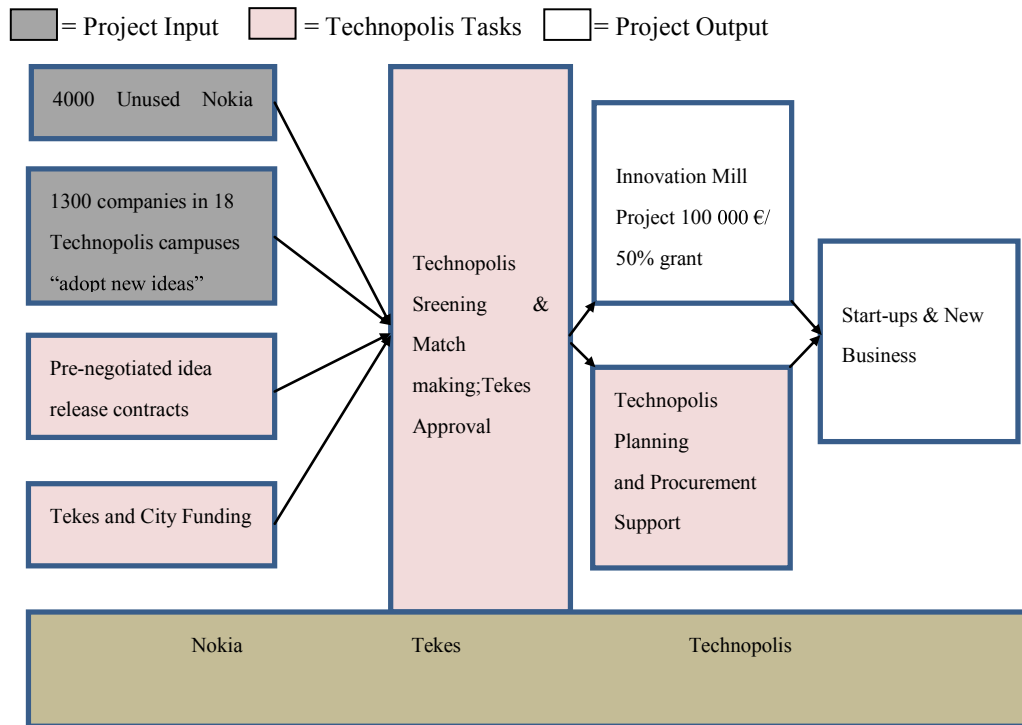 = Project Input = Technopolis Tasks = Project Output
4000 Unused Nokia
1300 companies in 18
Technopolis campuses
“adopt new ideas”
Pre-negotiated idea
release contracts
Tekes and City Funding
Technopolis
Sreening &
Match
making;Tekes
Approval
Innovation Mill
Project 100 000 €/
50% grant
Technopolis
Planning
and Procurement
Support
Start-ups & New
Business
Nokia Tekes Technopolis